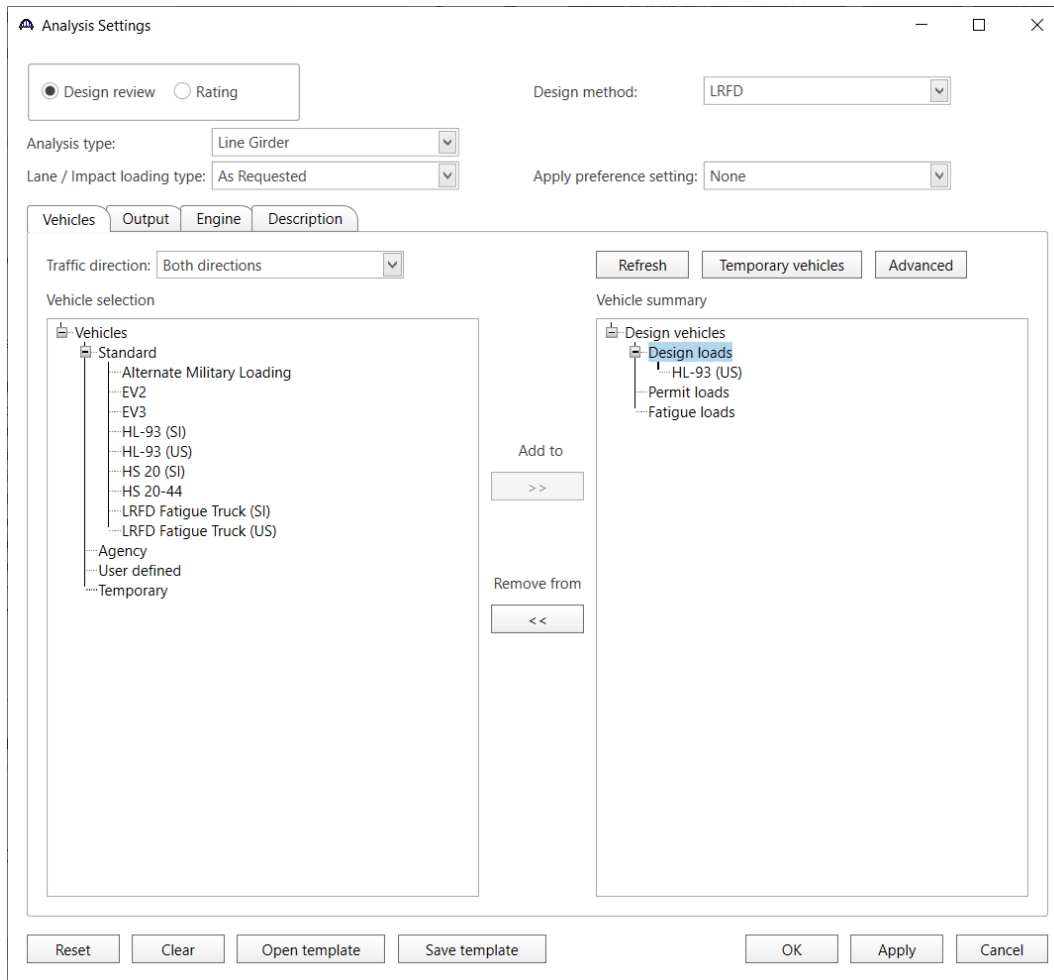 Analysis Settings
Design review Rating Design method: LRFD
Analysis type: Line Girder
Lane / Impact loading type: As Requested Apply preference setting: None
Vehicles Output Engine Description
Traffic direction: Both directions Refresh Temporary vehicles Advanced
Vehicle selection
Vehicles
Standard
Alternate Military Loading
EV2
EV3
HL-93 (SI)
HL-93 (US)
HS 20 (SI)
HS 20-44
LRFD Fatigue Truck (SI)
LRFD Fatigue Truck (US)
Agency
User defined
Temporary
Add to
>>
Remove from
<<
Vehicle summary
Design vehicles
Design loads
HL-93 (US)
Permit loads
Fatigue loads
Reset Clear Open template Save template OK Apply Cancel